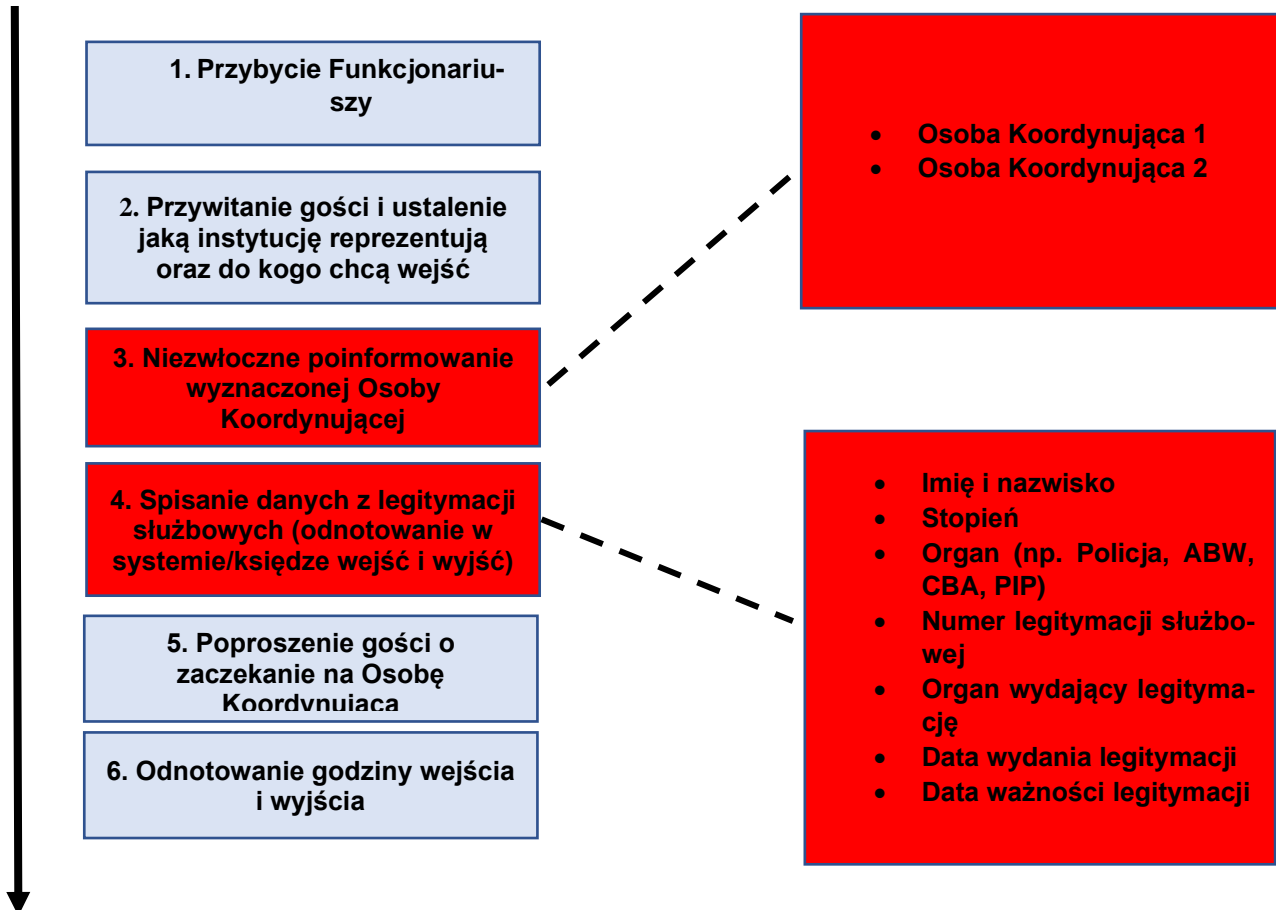 1. Przybycie Funkcjonariu-
szy
2. Przywitanie gości i ustalenie
jaką instytucję reprezentują
oraz do kogo chcą wejść
3. Niezwłoczne poinformowanie
wyznaczonej Osoby
Koordynującej
4. Spisanie danych z legitymacji
służbowych (odnotowanie w
systemie/księdze wejść i wyjść)
5. Poproszenie gości o
zaczekanie na Osobę
Koordynująca
6. Odnotowanie godziny wejścia
i wyjścia
• Osoba Koordynująca 1
• Osoba Koordynująca 2
• Imię i nazwisko
• Stopień
• Organ (np. Policja, ABW,
CBA, PIP)
• Numer legitymacji służbo-
wej
• Organ wydający legityma-
cję
• Data wydania legitymacji
• Data ważności legitymacji